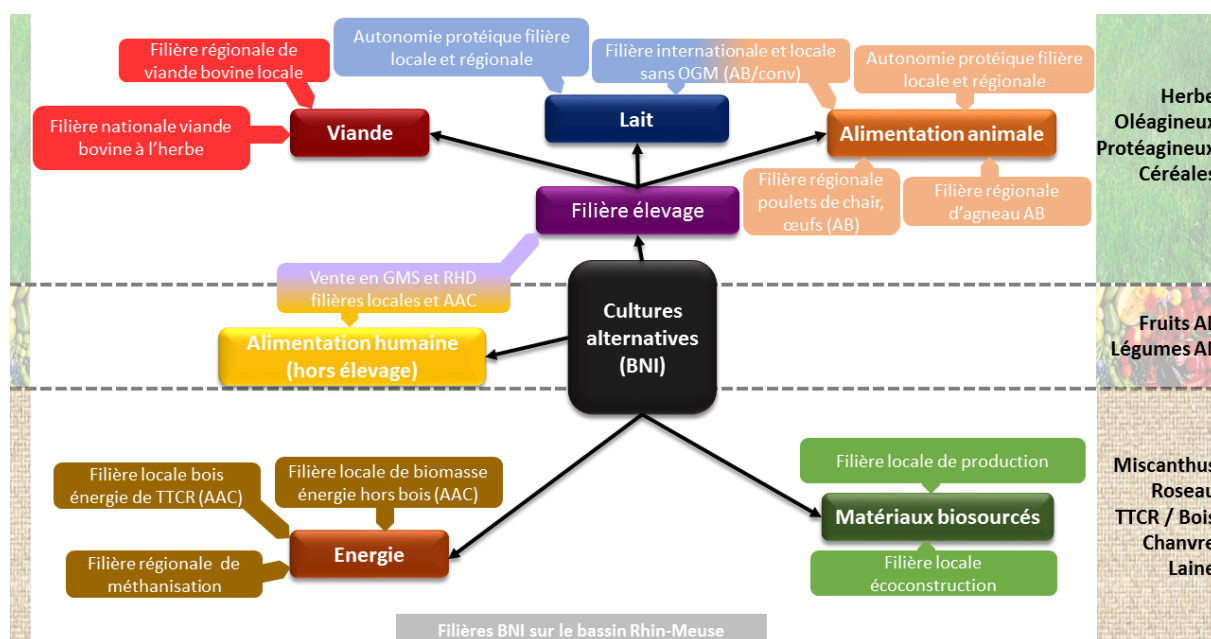 Filière régionale de
viande bovine locale
Autonomie protéique filière
locale et régionale
Filière internationale et locale
sans OGM (AB/conv)
Autonomie protéique filière
locale et régionale
Filière nationale viande
bovine à l'herbe
Viande
Lait
Alimentation animale
Herbe
Oléagineux
Protéagineux
Céréales
Filière élevage
Filière régionale
poulets de chair,
œufs (AB)
Filière régionale
d'agneau AB
Vente en GMS et RHD
filières locales et AAC
Cultures
alternatives
(BNI)
Alimentation humaine
(hors élevage)
Fruits AB
Légumes AB
Filière locale bois
énergie de TTCR (AAC)
Filière locale de biomasse
énergie hors bois (AAC)
Filière locale de production
Energie
Matériaux biosourcés
Filière régionale de
méthanisation
Filière locale
écoconstruction
Miscanthus
Roseau
TTCR / Bois
Chanvre
Laine
Filières BNI sur le bassin Rhin-Meuse